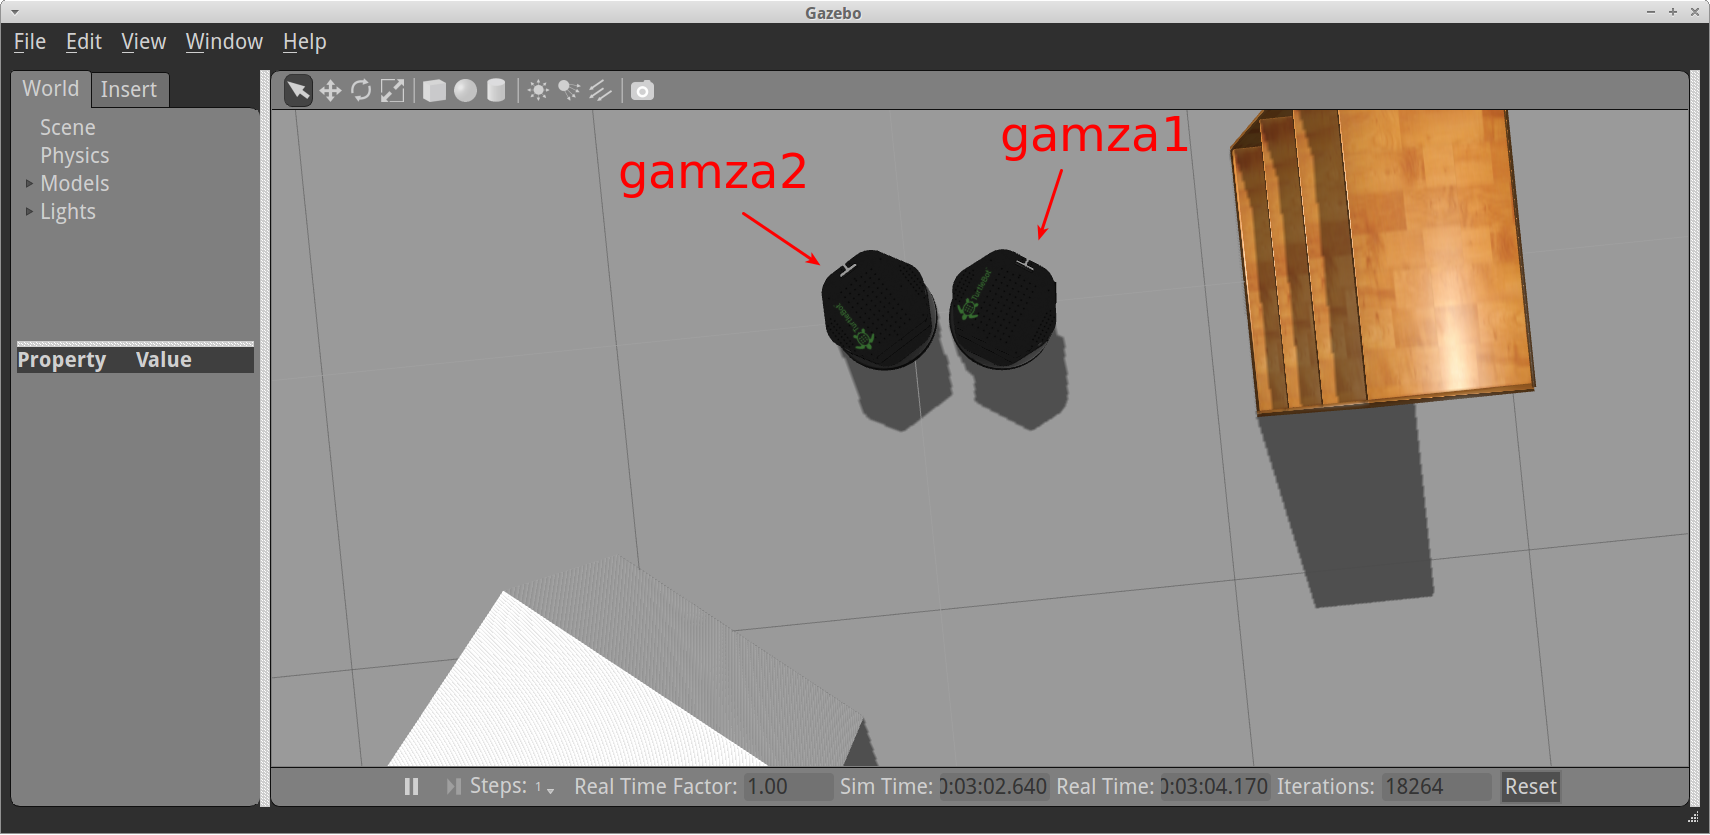 Gazebo
File Edit View Window Help
World Insert
Scene
Physics
Models
Lights
Property Value
gamza2
gamza1
TurtleBot
TurtleBot
Steps: 1 Real Time Factor: 1.00 Sim Time: 0:03:02.640 Real Time: 0:03:04.170 Iterations: 18264 Reset